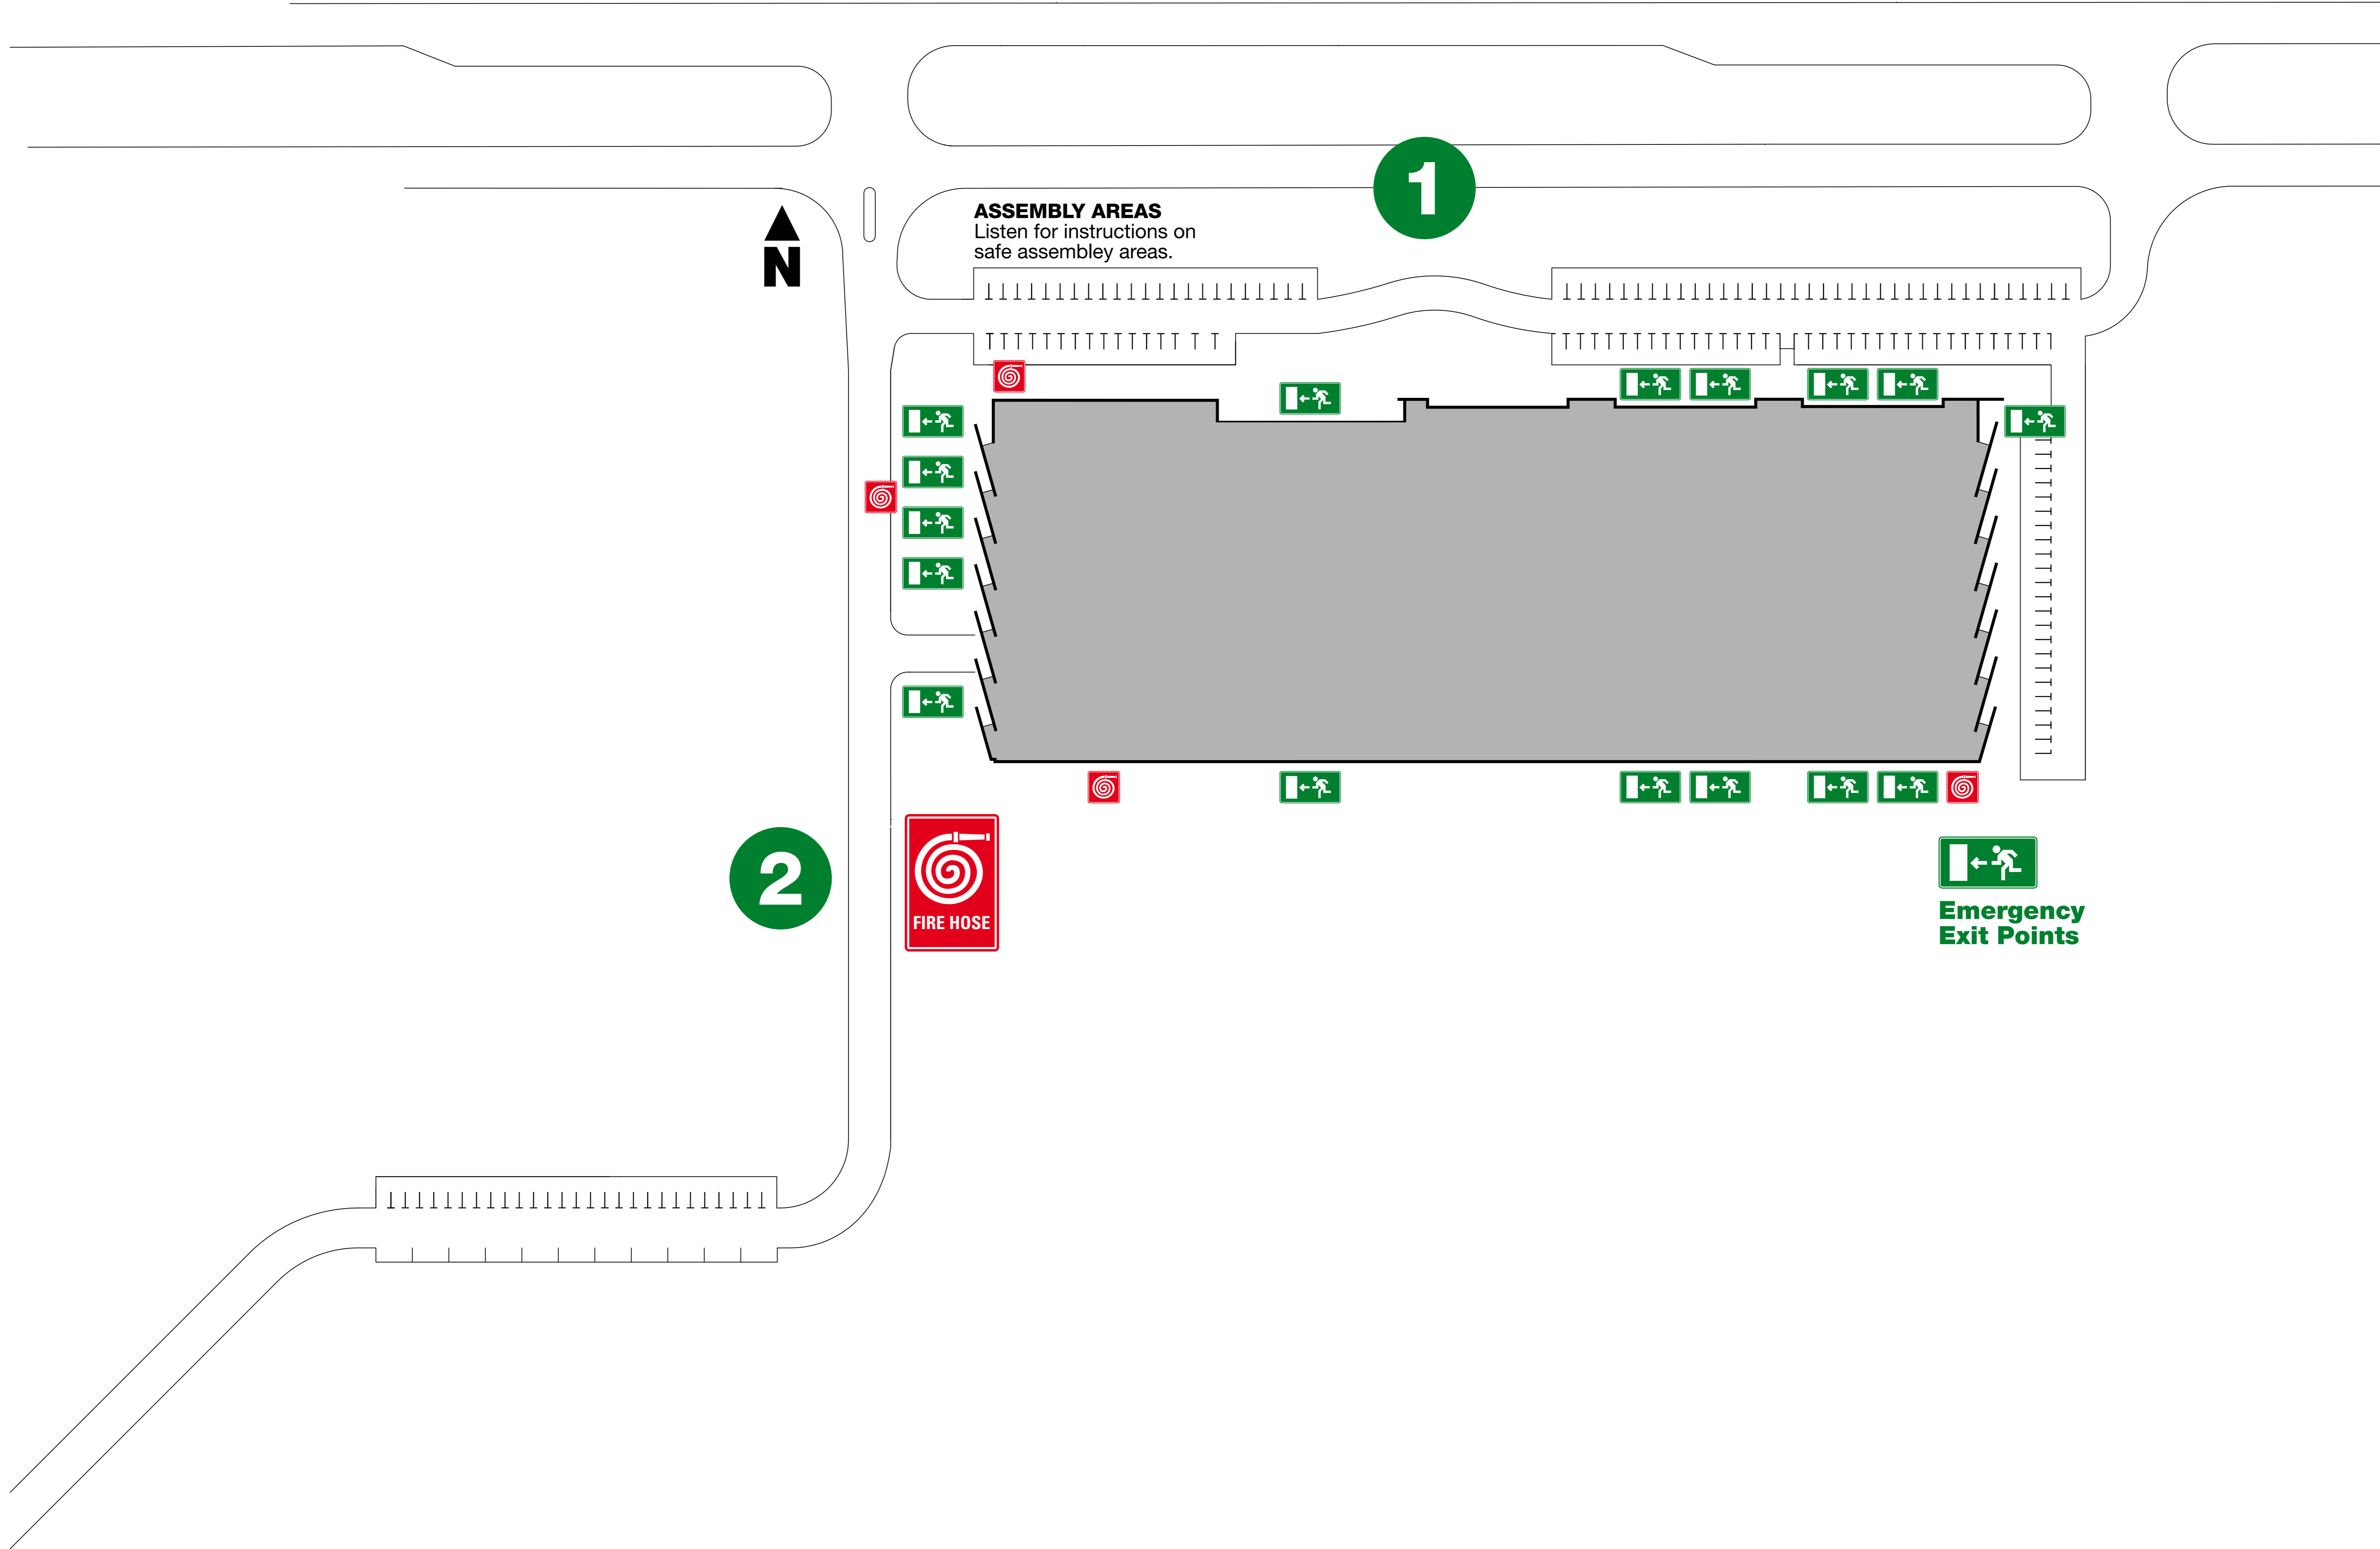 1
ASSEMBLY AREAS
Listen for instructions on
safe assembley areas.
N
2
FIRE HOSE
Emergency
Exit Points